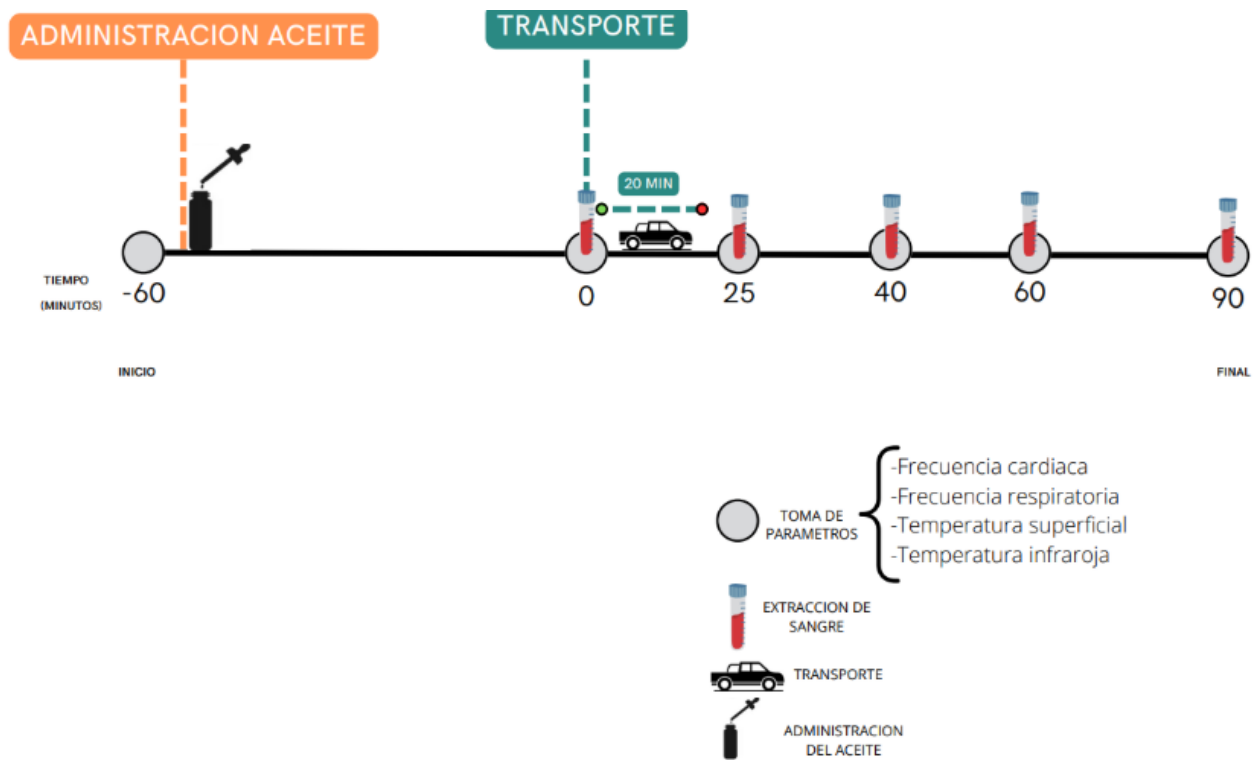 ADMINISTRACION ACEITE
TRANSPORTE
20 MIN
TIEMPO
(MINUTOS)
-60
0
25
40
60
90
INICIO
FINAL
TOMA DE
PARAMETROS
-Frecuencia cardiaca
-Frecuencia respiratoria
-Temperatura superficial
-Temperatura infraroja
EXTRACCION DE
SANGRE
TRANSPORTE
ADMINISTRACION
DEL ACEITE